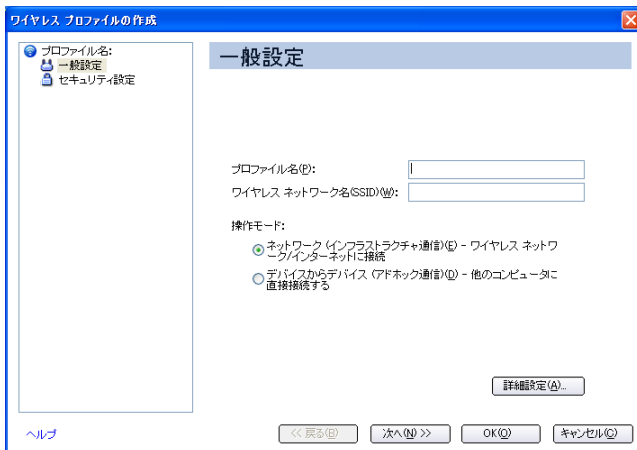 ワイヤレス プロファイルの作成
プロファイル名:
一般設定
セキュリティ設定
一般設定
プロファイル名(P):
ワイヤレス ネットワーク名(SSID)(W):
操作モード:
ネットワーク (インフラストラクチャ通信)(E) - ワイヤレス ネットワ
ーク/インターネットに接続
デバイスからデバイス (アドホック通信)(D) - 他のコンピュータに
直接接続する
詳細設定(A)...
ヘルプ
<< 戻る(B)
次へ(N) >>
OK(O)
キャンセル(C)